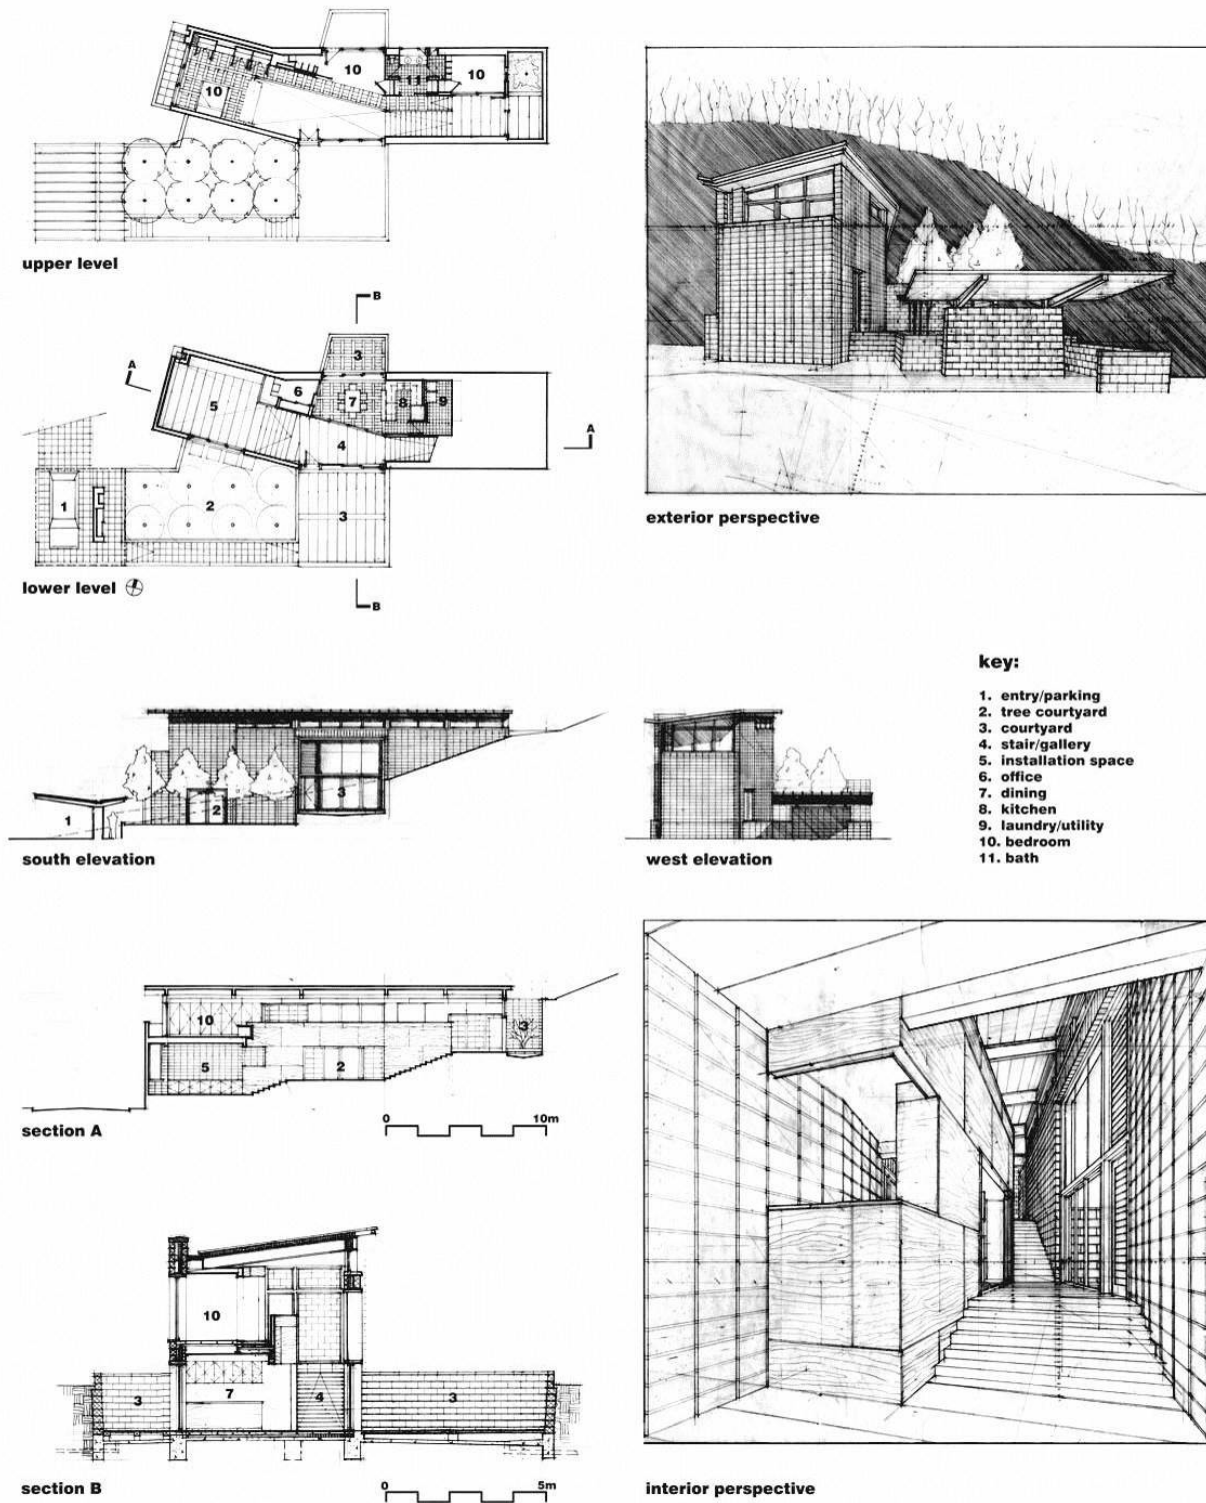 10
10
11
10
upper level
B
A
3
6
7
8
9
5
4
A
1
2
3
lower level
B
exterior perspective
key:
1. entry/parking
2. tree courtyard
3. courtyard
4. stair/gallery
5. installation space
6. office
7. dining
8. kitchen
9. laundry/utility
10. bedroom
11. bath
1
2
3
south elevation
west elevation
10
3
5
2
section A
0 10m
10
3
7
4
3
section B
0 5m
interior perspective